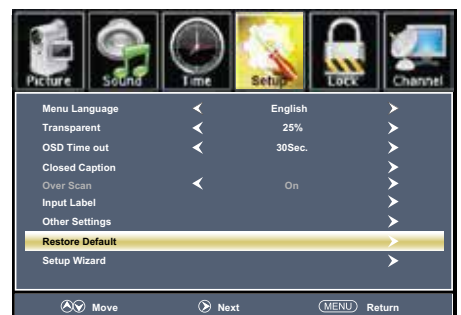 Picture Sound Time Setup Lock Channel
Menu Language English
Transparent 25%
OSD Time out 30Sec.
Closed Caption
Over Scan On
Input Label
Other Settings
Restore Default
Setup Wizard
Move Next MENU Return